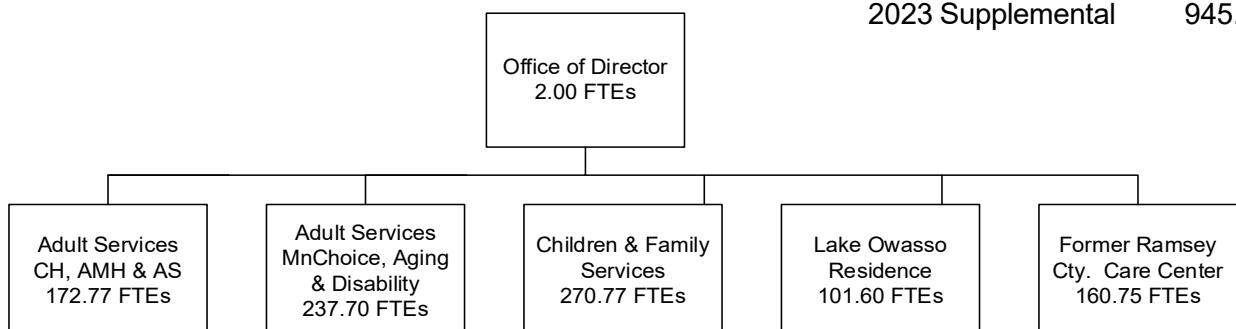 2023 Supplemental 945.
Office of Director
2.00 FTEs
Adult Services
CH, AMH & AS
172.77 FTEs
Adult Services
MnChoice, Aging
& Disability
237.70 FTEs
Children & Family
Services
270.77 FTEs
Lake Owasso
Residence
101.60 FTEs
Former Ramsey
Cty. Care Center
160.75 FTEs